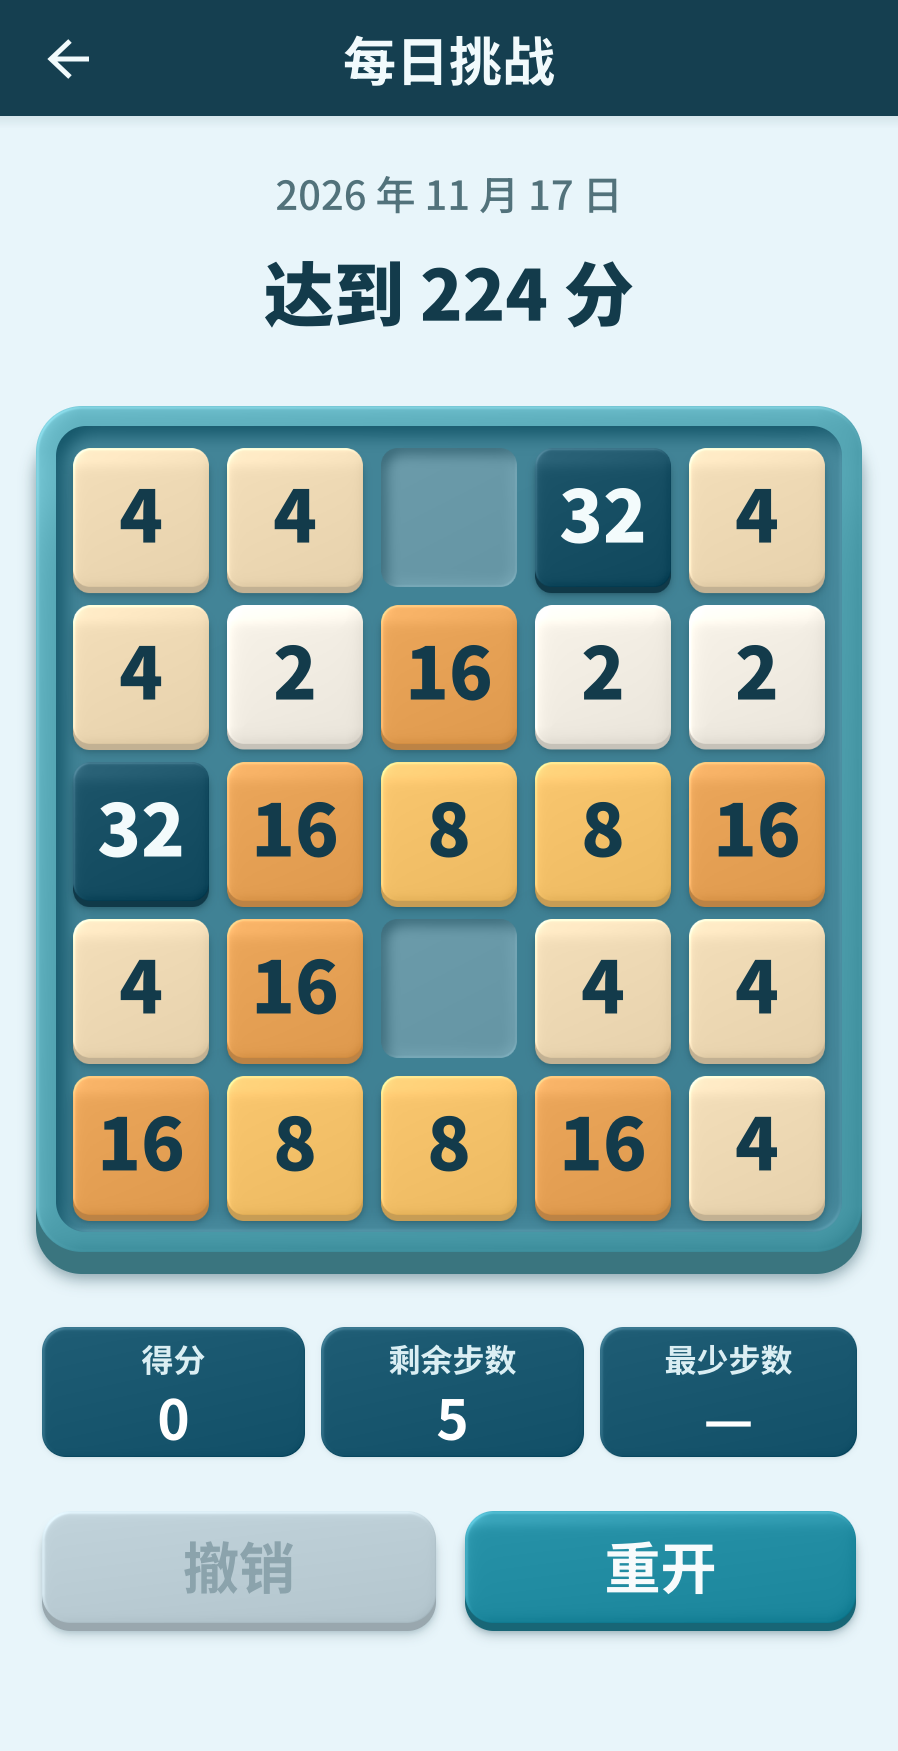 每日挑战
2026 年 11 月 17 日
达到 224 分
4 4 32 4
4 2 16 2 2
32 16 8 8 16
4 16 4 4
16 8 8 16 4
得分 剩余步数 最少步数
0 5 —
撤销 重开